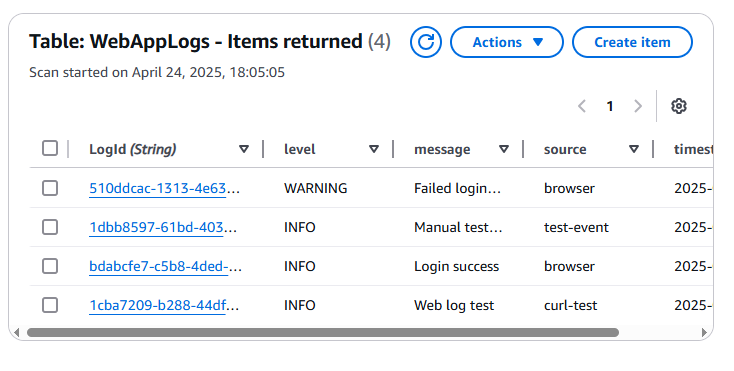 Table: WebAppLogs - Items returned (4)
Actions
Create item
Scan started on April 24, 2025, 18:05:05
1
LogId (String) level message source timest
510ddcac-1313-4e63... WARNING Failed login... browser 2025-
1dbb8597-61bd-403... INFO Manual test... test-event 2025-
bdabcfe7-c5b8-4ded-... INFO Login success browser 2025-
1cba7209-b288-44df... INFO Web log test curl-test 2025-